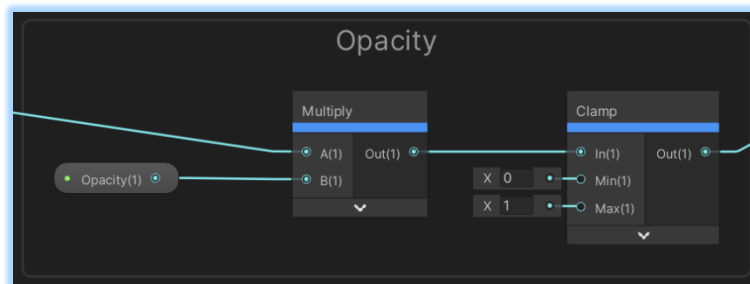 Opacity
Multiply
A(1) Out(1)
B(1)
Opacity(1)
Clamp
In(1) Out(1)
X 0 Min(1)
X 1 Max(1)